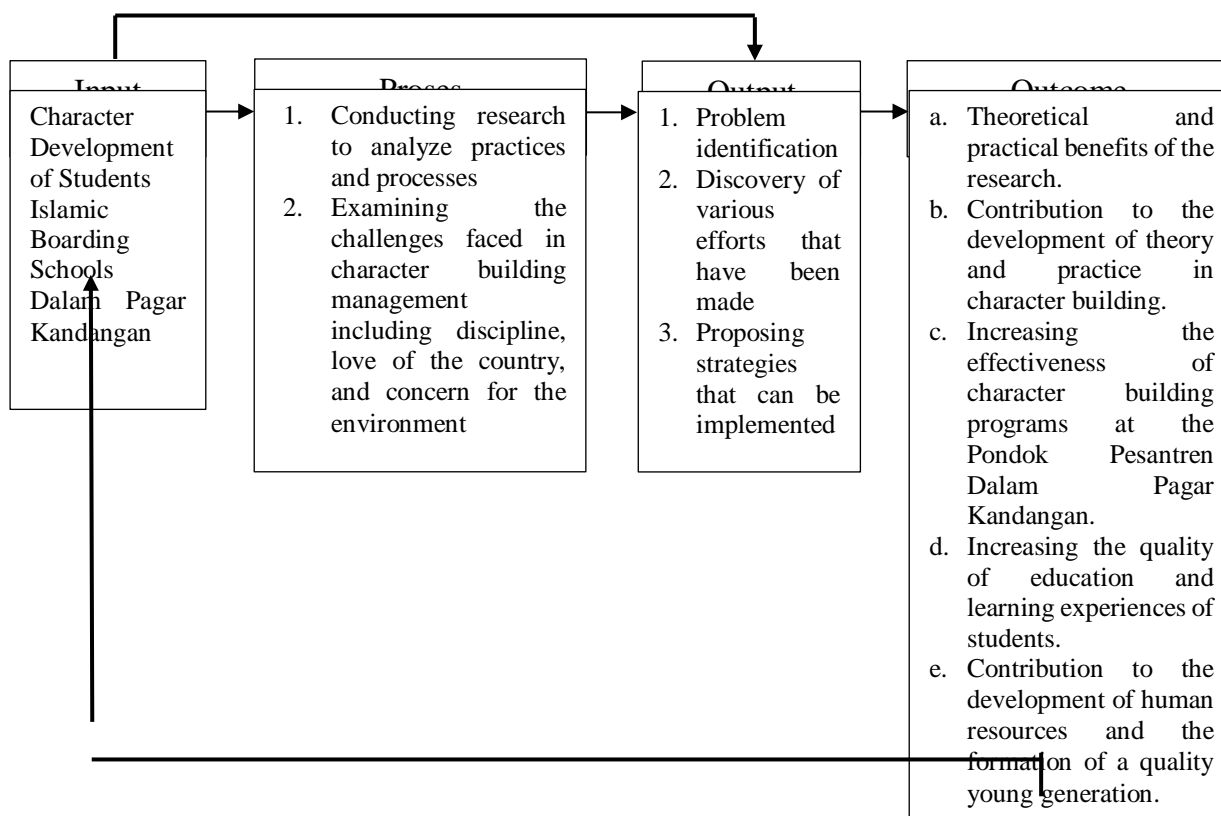 Input
Character
Development
of Students
Islamic
Boarding
Schools
Dalam Pagar
Kandangan
Proses
1. Conducting research
to analyze practices
and processes
2. Examining the
challenges faced in
character building
management
including discipline,
love of the country,
and concern for the
environment
Output
1. Problem
identification
2. Discovery of
various
efforts that
have been
made
3. Proposing
strategies
that can be
implemented
Outcome
a. Theoretical and
practical benefits of the
research.
b. Contribution to the
development of theory
and practice in
character building.
c. Increasing the
effectiveness of
character building
programs at the
Pondok Pesantren
Dalam Pagar
Kandangan.
d. Increasing the quality
of education and
learning experiences of
students.
e. Contribution to the
development of human
resources and the
formation of a quality
young generation.